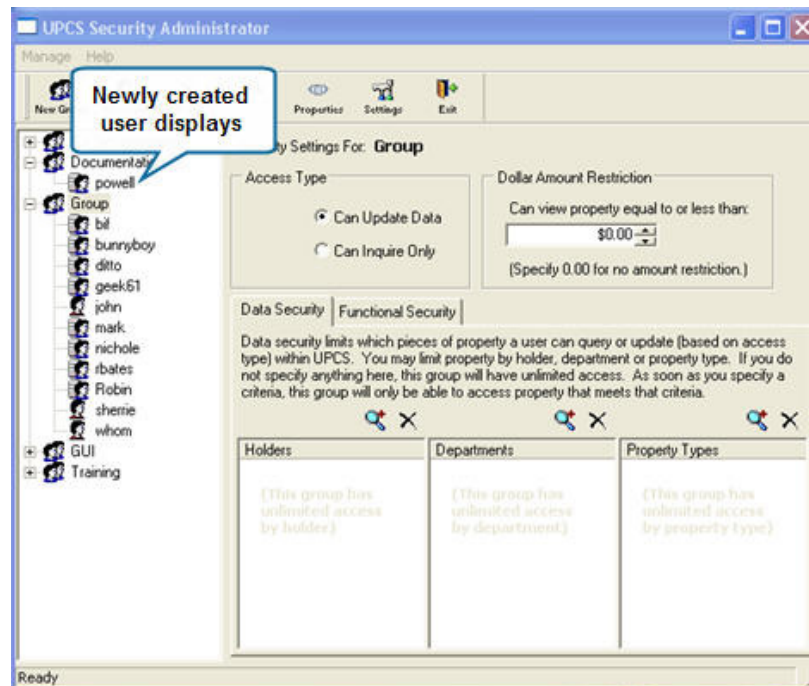 UPCS Security Administrator
Manage Help
New Gr
Properties Settings Exit
Newly created
user displays
Documentati
powell
Group
bif
bunnyboy
ditto
geek61
john
mark
nichole
rbates
Robin
sherrie
whom
GUI
Training
ty Settings For: Group
Access Type
Can Update Data
Can Inquire Only
Dollar Amount Restriction
Can view property equal to or less than:
$0.00
(Specify 0.00 for no amount restriction.)
Data Security Functional Security
Data security limits which pieces of property a user can query or update (based on access
type) within UPCS. You may limit property by holder, department or property type. If you do
not specify anything here, this group will have unlimited access. As soon as you specify a
criteria, this group will only be able to access property that meets that criteria.
Holders
(This group has
unlimited access
by holder)
Departments
(This group has
unlimited access
by department)
Property Types
(This group has
unlimited access
by property type)
Ready